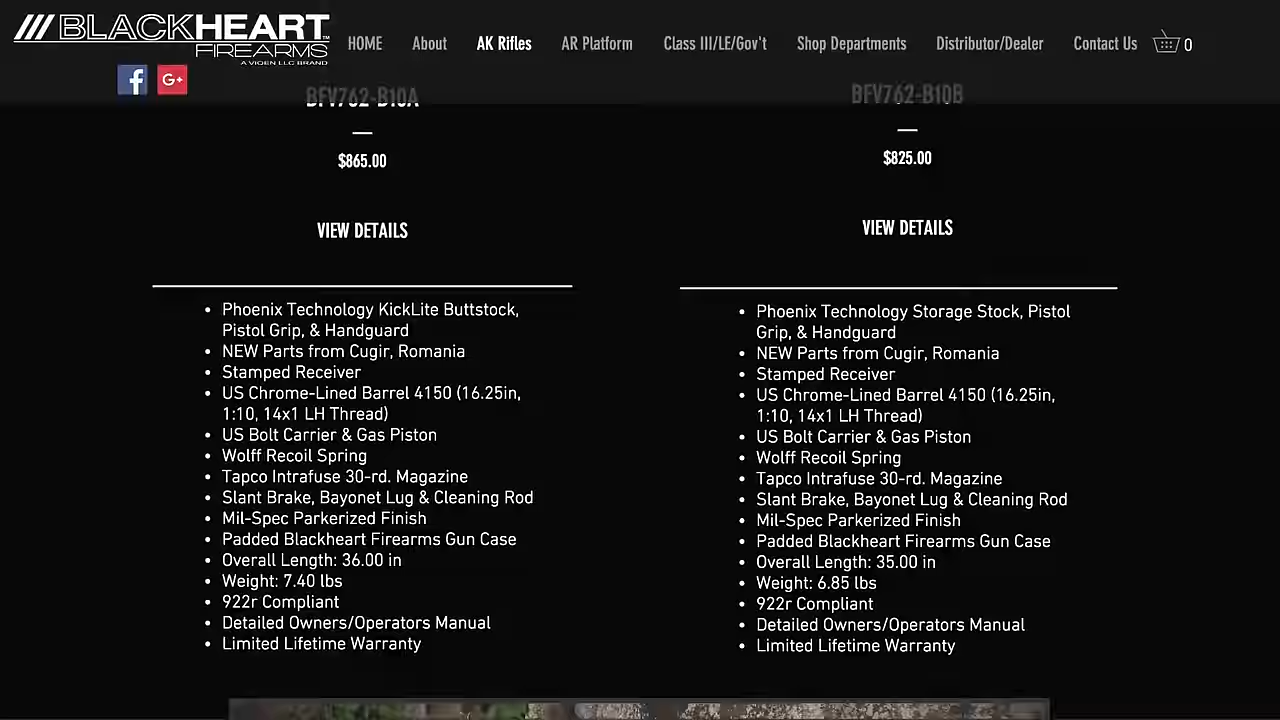 ///BLACKHEART™
FIREARMS
A VIGEN LLC BRAND
HOME
About
AK Rifles
AR Platform
Class III/LE/Gov't
Shop Departments
Distributor/Dealer
Contact Us
0
f
G+
BFV762-B10A
$865.00
VIEW DETAILS
• Phoenix Technology KickLite Buttstock,
Pistol Grip, & Handguard
• NEW Parts from Cugir, Romania
• Stamped Receiver
• US Chrome-Lined Barrel 4150 (16.25in,
1:10, 14x1 LH Thread)
• US Bolt Carrier & Gas Piston
• Wolff Recoil Spring
• Tapco Intrafuse 30-rd. Magazine
• Slant Brake, Bayonet Lug & Cleaning Rod
• Mil-Spec Parkerized Finish
• Padded Blackheart Firearms Gun Case
• Overall Length: 36.00 in
• Weight: 7.40 lbs
• 922r Compliant
• Detailed Owners/Operators Manual
• Limited Lifetime Warranty
BFV762-B10B
$825.00
VIEW DETAILS
• Phoenix Technology Storage Stock, Pistol
Grip, & Handguard
• NEW Parts from Cugir, Romania
• Stamped Receiver
• US Chrome-Lined Barrel 4150 (16.25in,
1:10, 14x1 LH Thread)
• US Bolt Carrier & Gas Piston
• Wolff Recoil Spring
• Tapco Intrafuse 30-rd. Magazine
• Slant Brake, Bayonet Lug & Cleaning Rod
• Mil-Spec Parkerized Finish
• Padded Blackheart Firearms Gun Case
• Overall Length: 35.00 in
• Weight: 6.85 lbs
• 922r Compliant
• Detailed Owners/Operators Manual
• Limited Lifetime Warranty